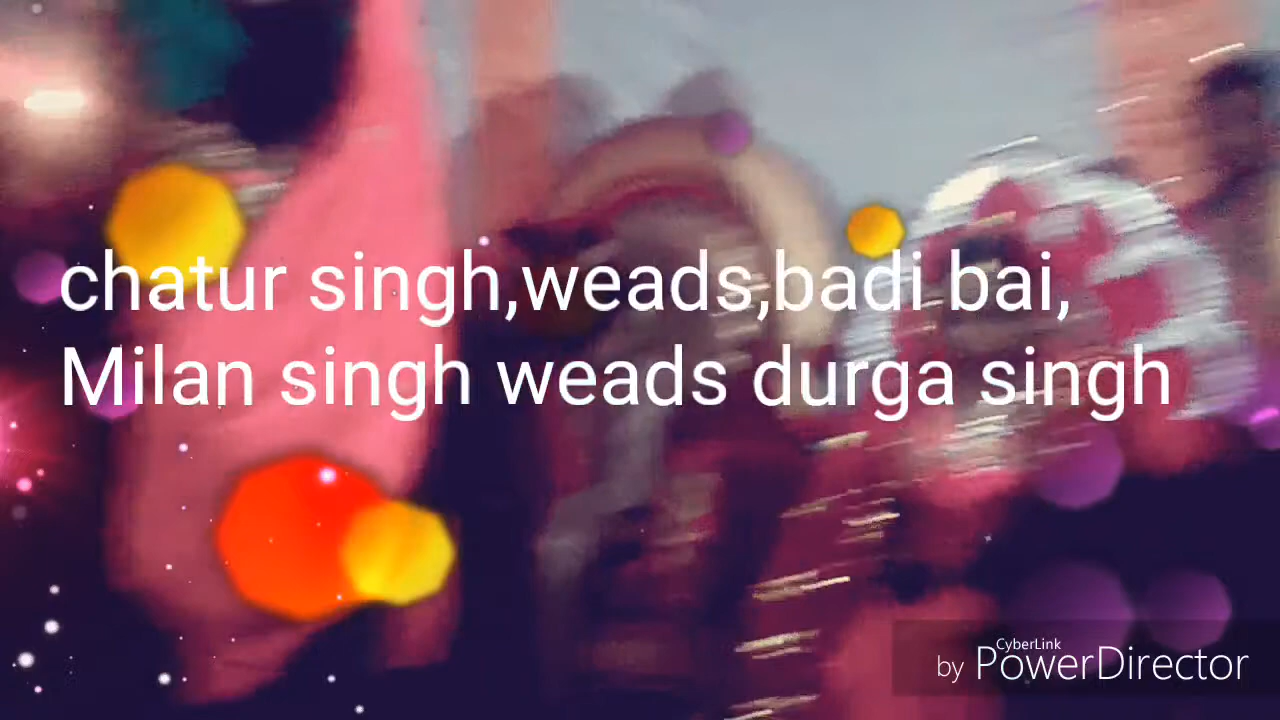 chatur singh,weads,badi bai,
Milan singh weads durga singh
CyberLink
by PowerDirector